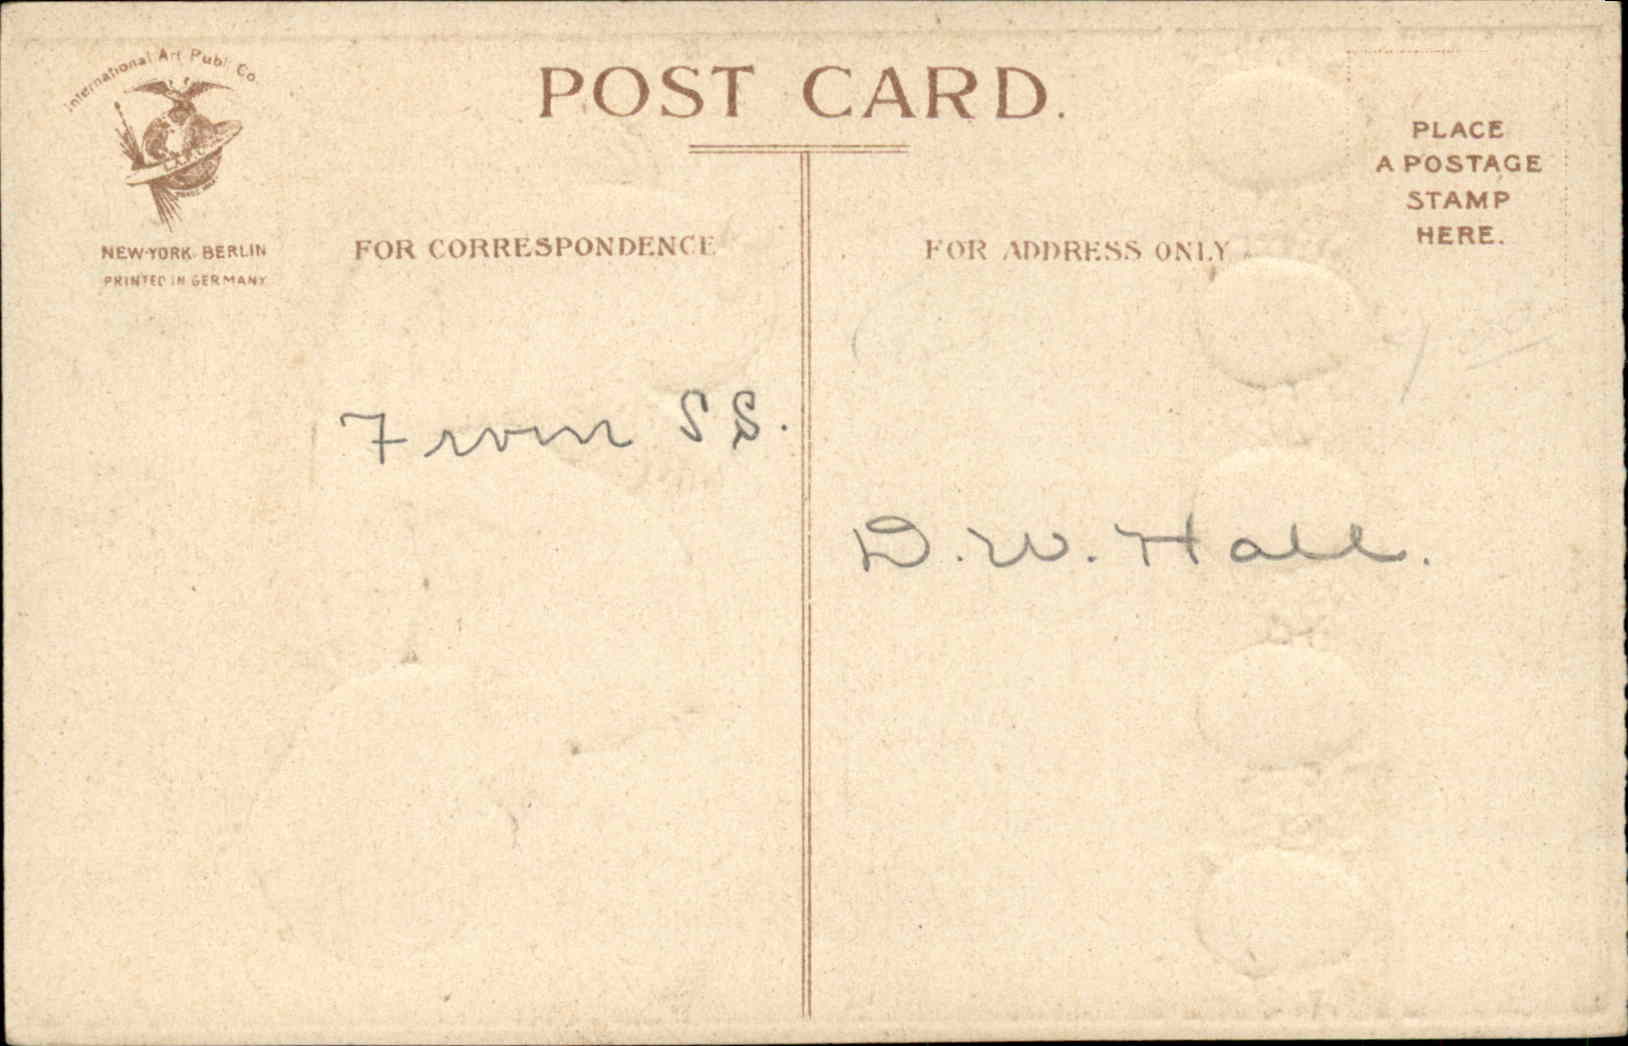 International Art Publ. Co.
POST CARD.
PLACE
A POSTAGE
STAMP
HERE.
NEW-YORK BERLIN
PRINTED IN GERMANY
FOR CORRESPONDENCE
FOR ADDRESS ONLY
From SS.
D. W. Hall.